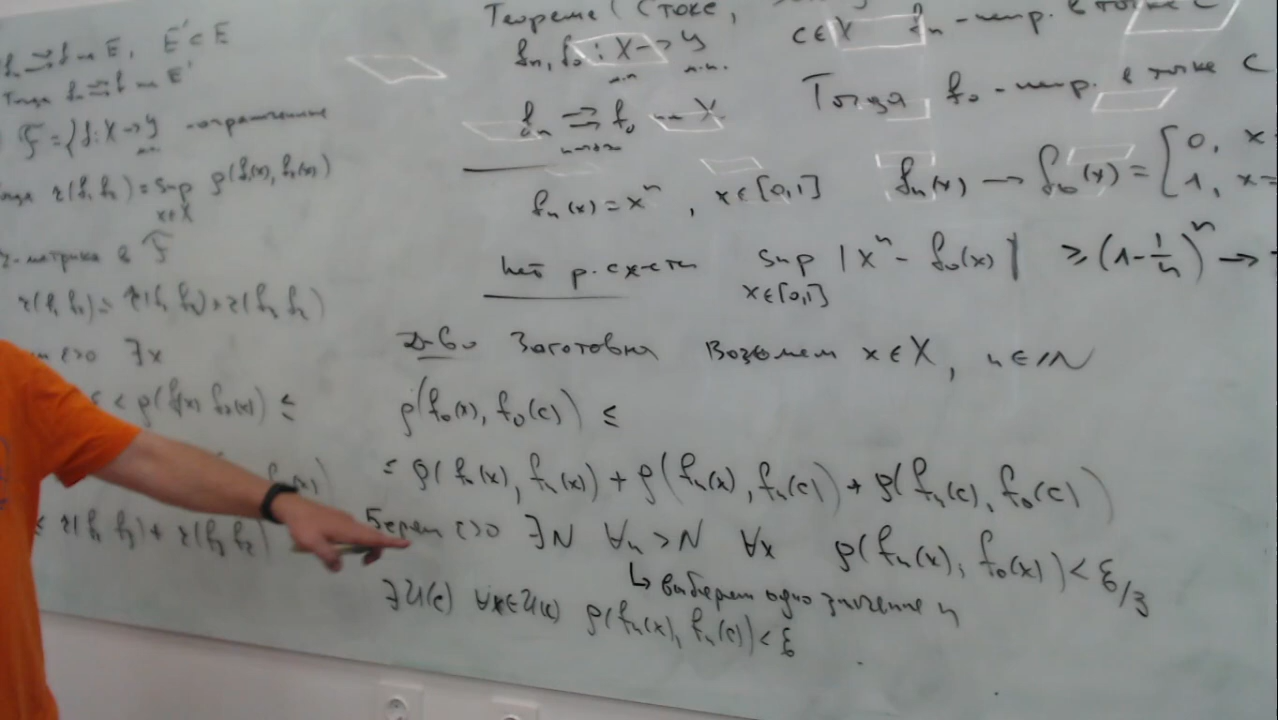 E, E' ⊂ E
Тогда fₙ ⇉ f на E'
F = {f: X → Y - ограниченные
r(f₁, f₂) = sup ρ(f₁(x), f₂(x))
x∈X
r-метрика в F
∃x
< ρ(f₁(x), f₂(x)) ≤
Теорема (Стокс,
fₙ, f₀ : X → Y
м.п. м.п.
c∈X fₙ - непр. в точке c
fₙ ⇉ f₀ на X.
n→+∞
Тогда f₀ - непр. в точке c
fₙ(x) = xⁿ, x∈[0,1] fₙ(x) → f₀(x) = [ 0, x
1, x=
Нет р. сх-сти sup |xⁿ - f₀(x)| ≥ (1 - 1/n)ⁿ →
x∈[0,1]
Д-во Заготовка Возьмем x∈X, n∈ℕ
ρ(f₀(x), f₀(c)) ≤
≤ ρ(f₀(x), fₙ(x)) + ρ(fₙ(x), fₙ(c)) + ρ(fₙ(c), f₀(c))
Берем ε>0 ∃N ∀n>N ∀x ρ(fₙ(x), f₀(x)) < ε/3
↳ выберем одно значение n
∃U(c) ∀x∈U(c) ρ(fₙ(x), fₙ(c)) < ε